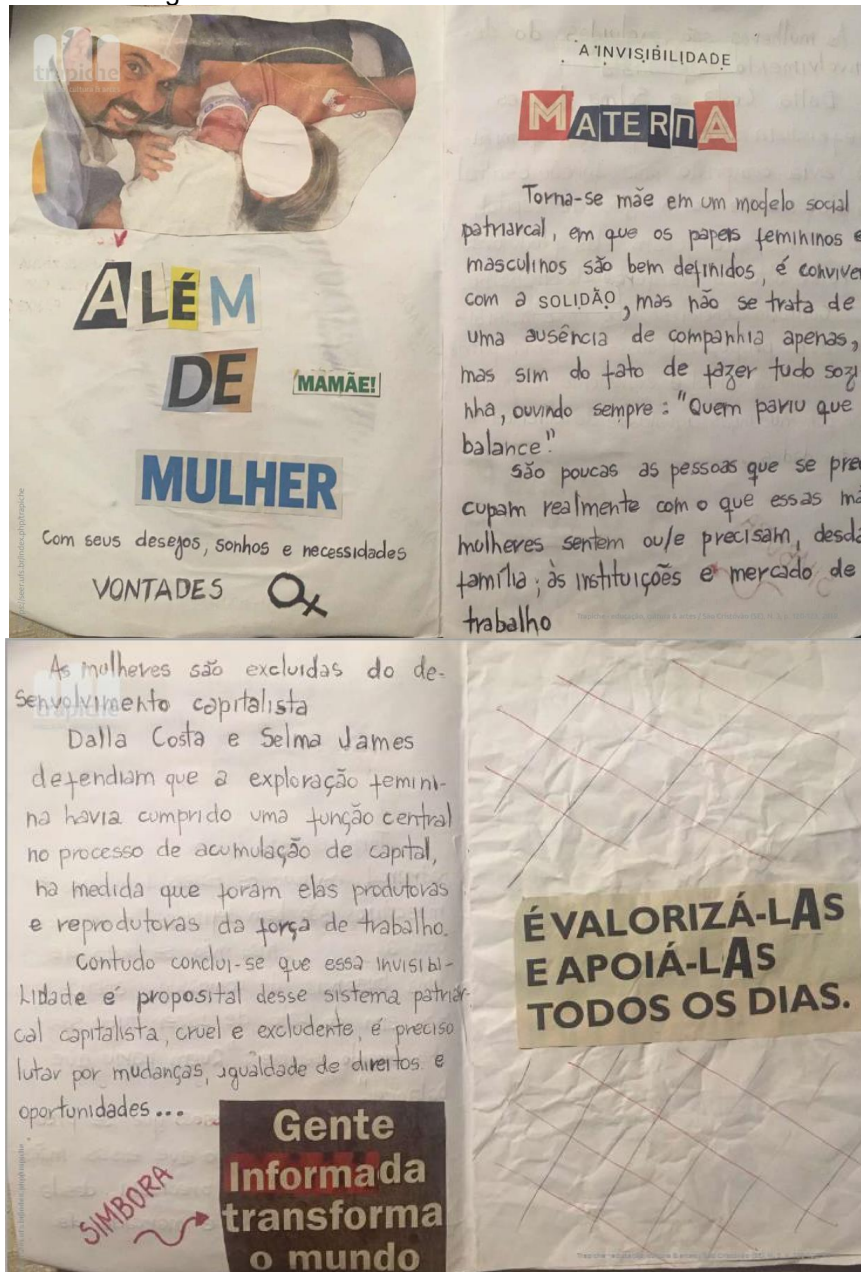 trapiche
ALÉM
DE
MAMÃE!
MULHER
Com seus desejos, sonhos e necessidades
VONTADES
A INVISIBILIDADE
MATERNA
Torna-se mãe em um modelo social
patriarcal, em que os papeis femininos e
masculinos são bem definidos, é convive
com a SOLIDÃO, mas não se trata de
uma ausência de companhia apenas,
mas sim do fato de fazer tudo sozi
nha, ouvindo sempre: "Quem pariu que
balance."
São poucas as pessoas que se preo
cupam realmente com o que essas mã
mulheres sentem ou/e precisam, desda
família, às instituições e mercado de
trabalho
As mulheres são excluidas do de-
senvolvimento capitalista
Dalla Costa e Selma James
defendiam que a exploração femini-
na havia cumprido uma função central
no processo de acumulação de capital,
na medida que foram elas produtoras
e reprodutoras da força de trabalho.
Contudo conclui-se que essa invisibi-
lidade é proposital desse sistema patriar-
cal capitalista, cruel e excludente, é preciso
lutar por mudanças, igualdade de direitos e
oportunidades...
SIMBORA
Gente
Informada
transforma
o mundo
É VALORIZÁ-LAS
E APOIÁ-LAS
TODOS OS DIAS.